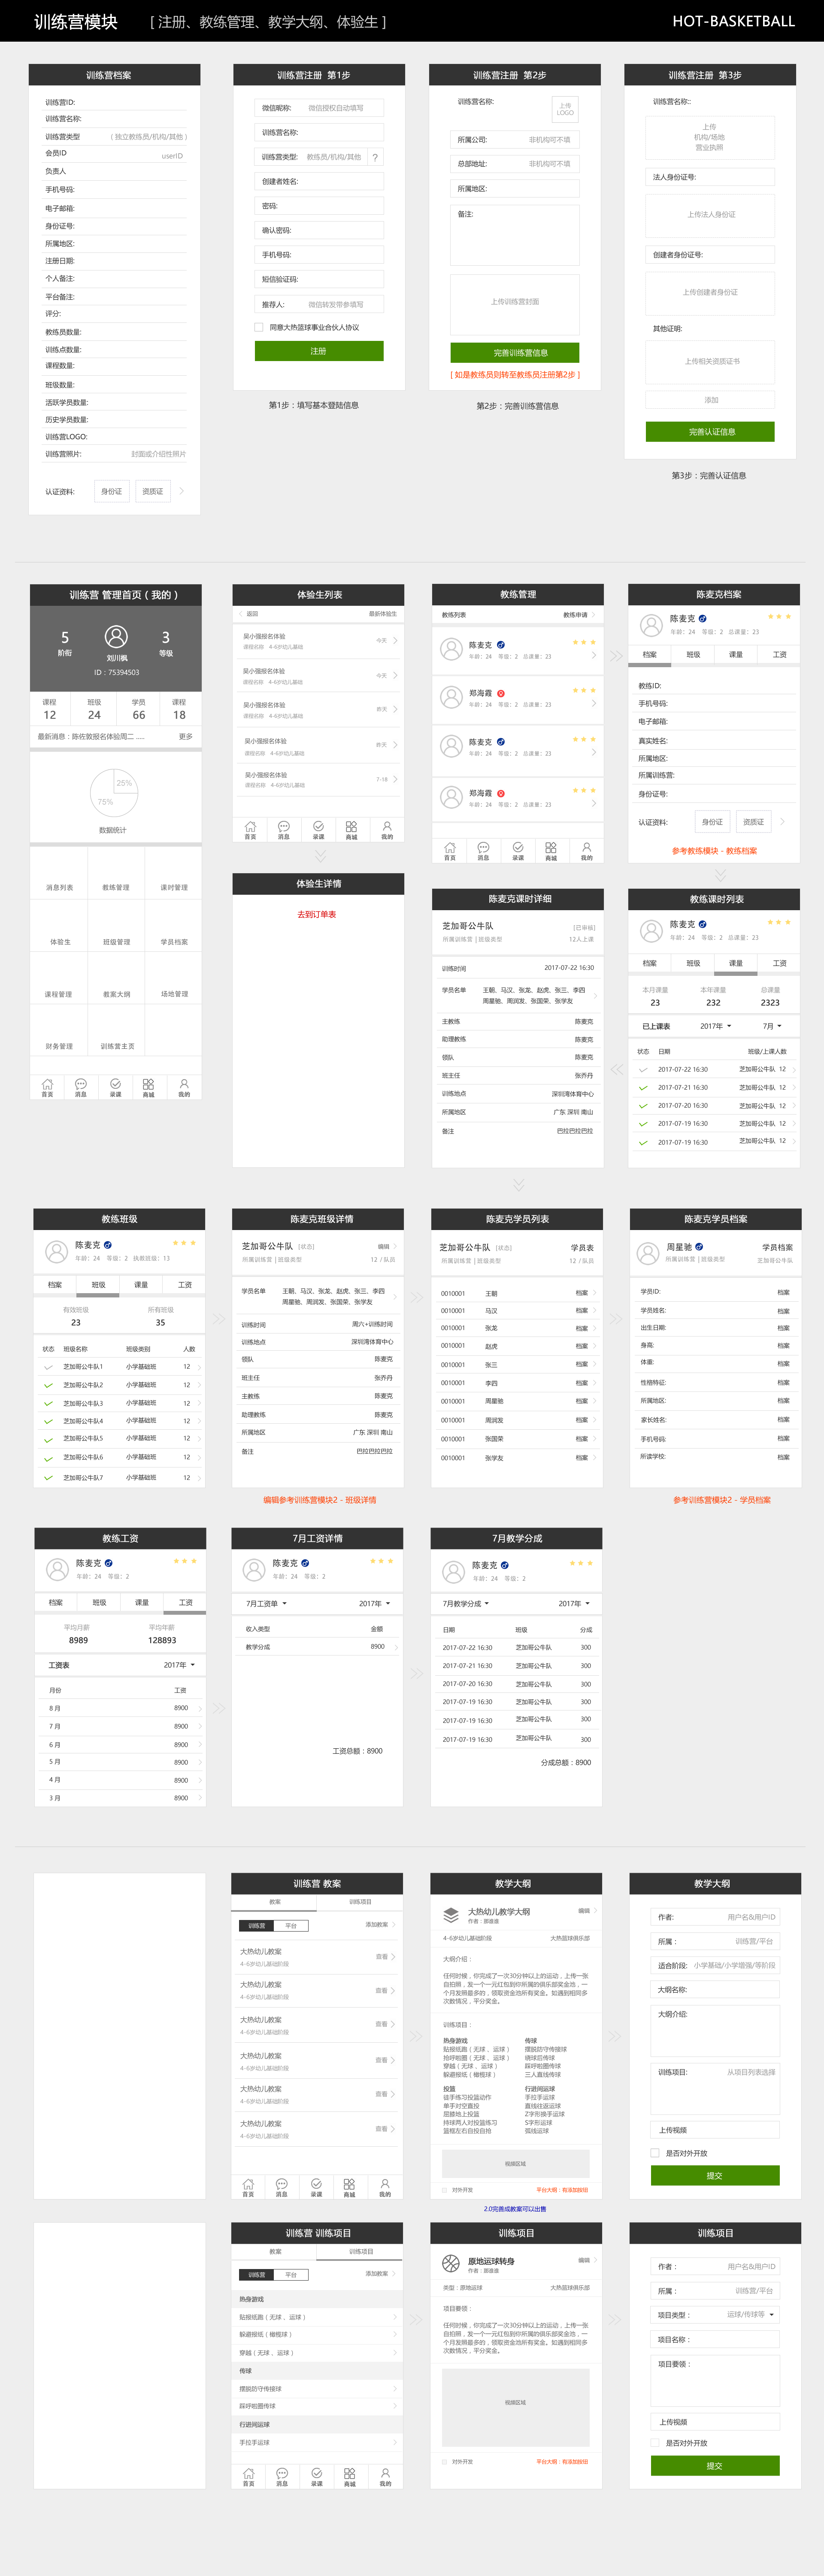 训练营模块
[ 注册、教练管理、教学大纲、体验生 ]
HOT-BASKETBALL
训练营档案
训练营ID:
训练营名称:
训练营类型 （ 独立教练员/机构/其他 ）
会员ID userID
负责人
手机号码:
电子邮箱:
身份证号:
所属地区:
注册日期:
个人备注:
平台备注:
评分:
教练员数量:
训练点数量:
课程数量:
班级数量:
活跃学员数量:
历史学员数量:
训练营LOGO:
训练营照片: 封面或介绍性照片
认证资料: 身份证 资质证
训练营注册 第1步
微信昵称: 微信授权自动填写
训练营名称:
训练营类型: 教练员/机构/其他 ?
创建者姓名:
密码:
确认密码:
手机号码:
短信验证码:
推荐人: 微信转发带参填写
同意大热篮球事业合伙人协议
注册
第1步：填写基本登陆信息
训练营注册 第2步
训练营名称:
上传
LOGO
所属公司: 非机构可不填
总部地址: 非机构可不填
所属地区:
备注:
上传训练营封面
完善训练营信息
[ 如是教练员则转至教练员注册第2步 ]
第2步：完善训练营信息
训练营注册 第3步
训练营名称::
上传
机构/场地
营业执照
法人身份证号:
上传法人身份证
创建者身份证号:
上传创建者身份证
其他证明:
上传相关资质证书
添加
完善认证信息
第3步：完善认证信息
训练营 管理首页（ 我的 ）
5
阶衔
刘川枫
3
等级
ID：75394503
课程 班级 学员 课程
12 24 66 18
最新消息：陈佐敦报名体验周二 ..... 更多
25%
75%
数据统计
消息列表 教练管理 课时管理
体验生 班级管理 学员档案
课程管理 教案大纲 场地管理
财务管理 训练营主页
首页 消息 录课 商城 我的
体验生列表
返回 最新体验生
吴小强报名体验 今天
课程名称 4-6岁幼儿基础
吴小强报名体验 今天
课程名称 4-6岁幼儿基础
吴小强报名体验 昨天
课程名称 4-6岁幼儿基础
吴小强报名体验 昨天
课程名称 4-6岁幼儿基础
吴小强报名体验 7-18
课程名称 4-6岁幼儿基础
首页 消息 录课 商城 我的
体验生详情
去到订单表
教练管理
教练列表 教练申请
陈麦克
年龄：24 等级：2 总课量：23
郑海霞
年龄：24 等级：2 总课量：23
陈麦克
年龄：24 等级：2 总课量：23
郑海霞
年龄：24 等级：2 总课量：23
首页 消息 录课 商城 我的
陈麦克档案
陈麦克
年龄：24 等级：2 总课量：23
档案 班级 课量 工资
教练ID:
手机号码:
电子邮箱:
真实姓名:
所属地区:
所属训练营:
身份证号:
认证资料: 身份证 资质证
参考教练模块 - 教练档案
陈麦克课时详细
芝加哥公牛队 [已审核]
所属训练营 | 班级类型 12人上课
训练时间 2017-07-22 16:30
学员名单 王朝、马汉、张龙、赵虎、张三、李四
周星驰、周润发、张国荣、张学友
主教练 陈麦克
助理教练 陈麦克
领队 陈麦克
班主任 张乔丹
训练地点 深圳湾体育中心
所属地区 广东 深圳 南山
备注 巴拉巴拉巴拉
教练课时列表
陈麦克
年龄：24 等级：2 总课量：23
档案 班级 课量 工资
本月课量 本年课量 总课量
23 232 2323
已上课表 2017年 7月
状态 日期 班级/上课人数
2017-07-22 16:30 芝加哥公牛队 12
2017-07-21 16:30 芝加哥公牛队 12
2017-07-20 16:30 芝加哥公牛队 12
2017-07-19 16:30 芝加哥公牛队 12
2017-07-19 16:30 芝加哥公牛队 12
教练班级
陈麦克
年龄：24 等级：2 执教班级：13
档案 班级 课量 工资
有效班级 所有班级
23 35
状态 班级名称 班级类别 人数
芝加哥公牛队1 小学基础班 12
芝加哥公牛队2 小学基础班 12
芝加哥公牛队3 小学基础班 12
芝加哥公牛队4 小学基础班 12
芝加哥公牛队5 小学基础班 12
芝加哥公牛队6 小学基础班 12
芝加哥公牛队7 小学基础班 12
陈麦克班级详情
芝加哥公牛队 [状态] 编辑
所属训练营 | 班级类型 12 / 队员
学员名单 王朝、马汉、张龙、赵虎、张三、李四
周星驰、周润发、张国荣、张学友
训练时间 周六+训练时间
训练地点 深圳湾体育中心
领队 陈麦克
班主任 张乔丹
主教练 陈麦克
助理教练 陈麦克
所属地区 广东 深圳 南山
备注 巴拉巴拉巴拉
编辑参考训练营模块2 - 班级详情
陈麦克学员列表
芝加哥公牛队 [状态] 学员表
所属训练营 | 班级类型 12 / 队员
0010001 王朝 档案
0010001 马汉 档案
0010001 张龙 档案
0010001 赵虎 档案
0010001 张三 档案
0010001 李四 档案
0010001 周星驰 档案
0010001 周润发 档案
0010001 张国荣 档案
0010001 张学友 档案
陈麦克学员档案
周星驰 学员档案
所属训练营 | 班级类型 芝加哥公牛队
学员ID: 档案
学员姓名: 档案
出生日期: 档案
身高: 档案
体重: 档案
性格特征: 档案
所属地区: 档案
家长姓名: 档案
手机号码: 档案
所读学校: 档案
参考训练营模块2 - 学员档案
教练工资
陈麦克
年龄：24 等级：2
档案 班级 课量 工资
平均月薪 平均年薪
8989 128893
工资表 2017年
月份 工资
8 月 8900
7 月 8900
6 月 8900
5 月 8900
4 月 8900
3 月 8900
7月工资详情
陈麦克
年龄：24 等级：2
7月工资单 2017年
收入类型 金额
教学分成 8900
工资总额：8900
7月教学分成
陈麦克
年龄：24 等级：2
7月教学分成 2017年
日期 班级 分成
2017-07-22 16:30 芝加哥公牛队 300
2017-07-21 16:30 芝加哥公牛队 300
2017-07-20 16:30 芝加哥公牛队 300
2017-07-19 16:30 芝加哥公牛队 300
2017-07-19 16:30 芝加哥公牛队 300
2017-07-19 16:30 芝加哥公牛队 300
分成总额：8900
训练营 教案
教案 训练项目
训练营 平台 添加教案
大热幼儿教案 查看
4-6岁幼儿基础阶段
大热幼儿教案 查看
4-6岁幼儿基础阶段
大热幼儿教案 查看
4-6岁幼儿基础阶段
大热幼儿教案 查看
4-6岁幼儿基础阶段
大热幼儿教案 查看
4-6岁幼儿基础阶段
大热幼儿教案 查看
4-6岁幼儿基础阶段
首页 消息 录课 商城 我的
教学大纲
大热幼儿教学大纲 编辑
作者：那谁谁
4-6岁幼儿基础阶段 大热篮球俱乐部
大纲介绍：
任何时候，你完成了一次30分钟以上的运动，上传一张
自拍照，发一个一元红包到你所属的俱乐部奖金池，一
个月发照最多的，领取资金池所有奖金。如遇到相同多
次数情况，平分奖金。
训练项目：
热身游戏 传球
贴报纸跑（无球 、运球 ） 摆脱防守传接球
抢呼啦圈（无球 、运球 ） 绕球后传球
穿越（无球 、运球 ） 踩呼啦圈传球
躲避报纸（ 橄榄球 ） 三人直线传球
投篮 行进间运球
徒手练习投篮动作 手拉手运球
单手对空直投 直线往返运球
屈膝地上投篮 Z字形换手运球
持球两人对投篮练习 S字形运球
篮框左右自投自抢 弧线运球
视频区域
对外开发 平台大纲：有添加按钮
2.0完善成教案可以出售
教学大纲
作者: 用户名&用户ID
所属： 训练营/平台
适合阶段: 小学基础/小学增强/等阶段
大纲名称:
大纲介绍:
训练项目: 从项目列表选择
上传视频
是否对外开放
提交
训练营 训练项目
教案 训练项目
训练营 平台 添加教案
热身游戏
贴报纸跑（ 无球 、运球 ）
躲避报纸（ 橄榄球 ）
穿越（ 无球 、运球 ）
传球
摆脱防守传接球
踩呼啦圈传球
行进间运球
手拉手运球
首页 消息 录课 商城 我的
训练项目
原地运球转身 编辑
作者：那谁谁
类型：原地运球 大热篮球俱乐部
项目要领：
任何时候，你完成了一次30分钟以上的运动，上传一张
自拍照，发一个一元红包到你所属的俱乐部奖金池，一
个月发照最多的，领取资金池所有奖金。如遇到相同多
次数情况，平分奖金。
视频区域
对外开发 平台大纲：有添加按钮
训练项目
作者： 用户名&用户ID
所属： 训练营/平台
项目类型： 运球/传球等
项目名称：
项目要领：
上传视频
是否对外开放
提交